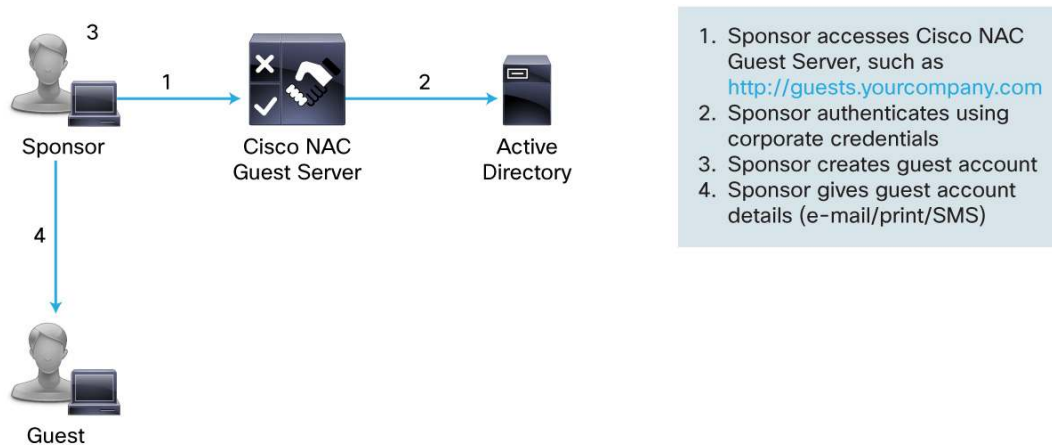 3
1
2
Sponsor
Cisco NAC
Guest Server
Active
Directory
4
Guest
1. Sponsor accesses Cisco NAC
Guest Server, such as
http://guests.yourcompany.com
2. Sponsor authenticates using
corporate credentials
3. Sponsor creates guest account
4. Sponsor gives guest account
details (e-mail/print/SMS)